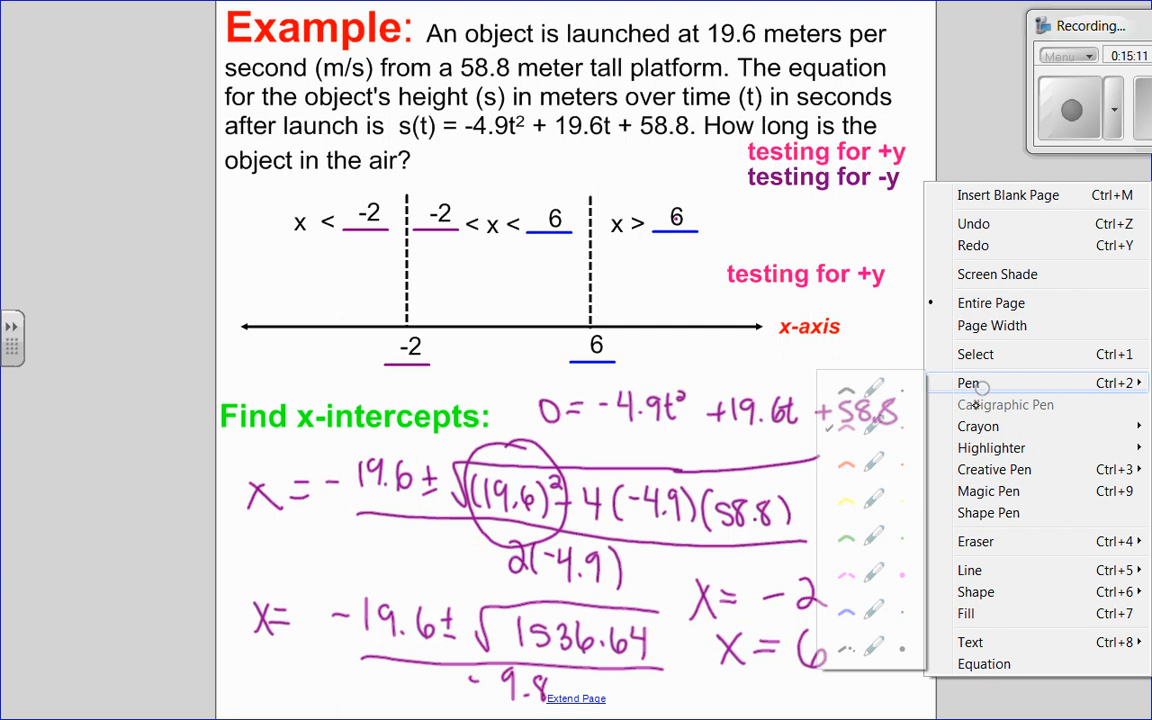 Example: An object is launched at 19.6 meters per
second (m/s) from a 58.8 meter tall platform. The equation
for the object's height (s) in meters over time (t) in seconds
after launch is s(t) = -4.9t² + 19.6t + 58.8. How long is the
object in the air?
testing for +y
testing for -y
x < -2
-2 < x < 6
x > 6
testing for +y
x-axis
-2
6
Find x-intercepts:
0 = -4.9t² + 19.6t + 58.8
x = -19.6 ± √(19.6)² - 4(-4.9)(58.8)
2(-4.9)
x = -19.6 ± √1536.64
-9.8
x = -2
x = 6
Extend Page
Recording...
Menu
0:15:11
Insert Blank Page Ctrl+M
Undo Ctrl+Z
Redo Ctrl+Y
Screen Shade
Entire Page
Page Width
Select Ctrl+1
Pen Ctrl+2
Calligraphic Pen
Crayon
Highlighter
Creative Pen Ctrl+3
Magic Pen Ctrl+9
Shape Pen
Eraser Ctrl+4
Line Ctrl+5
Shape Ctrl+6
Fill Ctrl+7
Text Ctrl+8
Equation